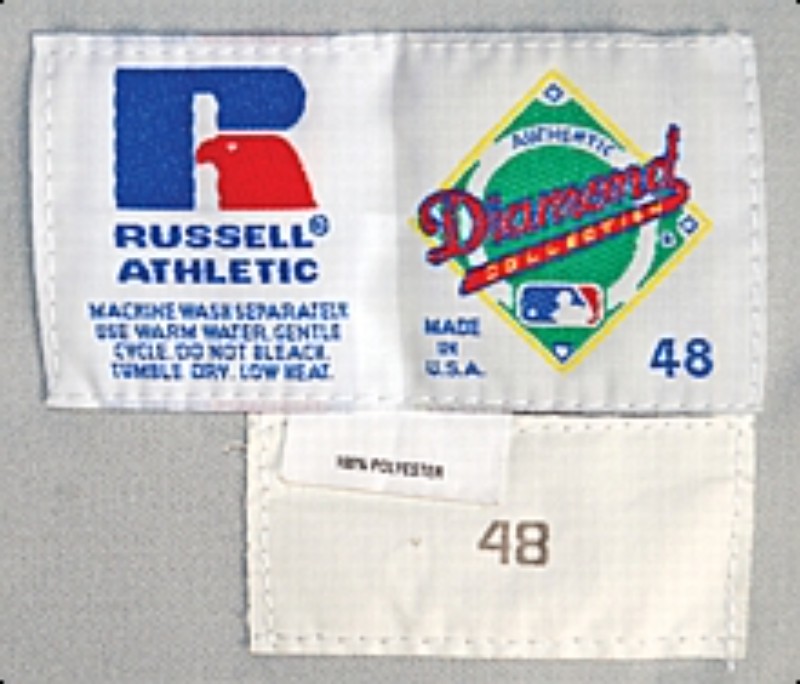 RUSSELL®
ATHLETIC
MACHINE WASH SEPARATELY.
USE WARM WATER. GENTLE
CYCLE. DO NOT BLEACH.
TUMBLE DRY. LOW HEAT.
AUTHENTIC
Diamond
COLLECTION
MADE
IN
U.S.A.
48
100% POLYESTER
48